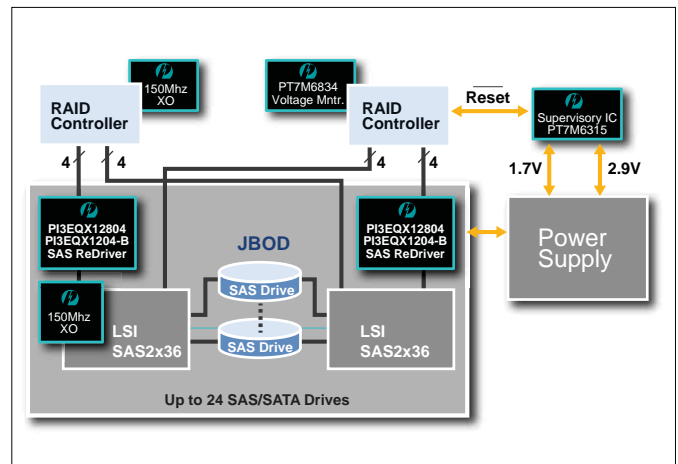 150Mhz
XO
PT7M6834
Voltage Mntr.
RAID
Controller
RAID
Controller
Reset
Supervisory IC
PT7M6315
4
4
4
4
1.7V
2.9V
PI3EQX12804
PI3EQX1204-B
SAS ReDriver
JBOD
PI3EQX12804
PI3EQX1204-B
SAS ReDriver
Power
Supply
150Mhz
XO
SAS Drive
LSI
SAS2x36
SAS Drive
LSI
SAS2x36
Up to 24 SAS/SATA Drives